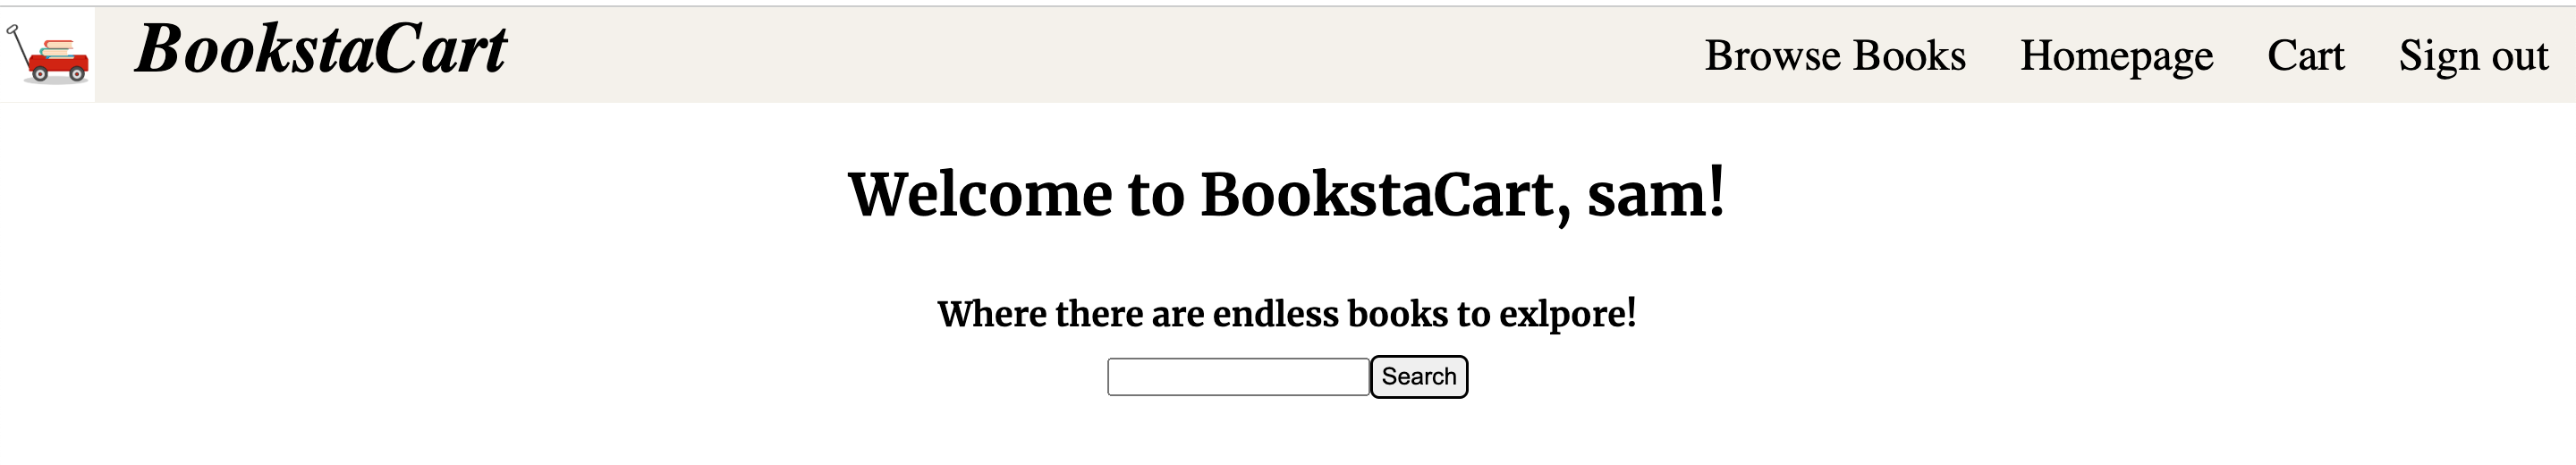 BookstaCart Browse Books Homepage Cart Sign out
Welcome to BookstaCart, sam!
Where there are endless books to exlpore!
Search